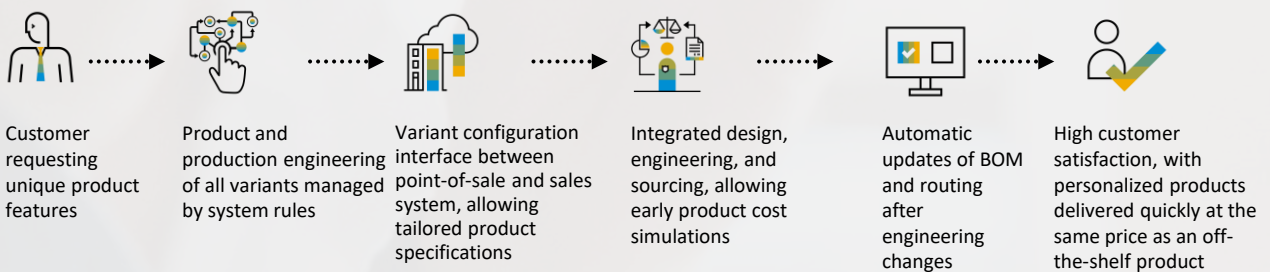 Customer
requesting
unique product
features
Product and
production engineering
of all variants managed
by system rules
Variant configuration
interface between
point-of-sale and sales
system, allowing
tailored product
specifications
Integrated design,
engineering, and
sourcing, allowing
early product cost
simulations
Automatic
updates of BOM
and routing
after
engineering
changes
High customer
satisfaction, with
personalized products
delivered quickly at the
same price as an off-
the-shelf product